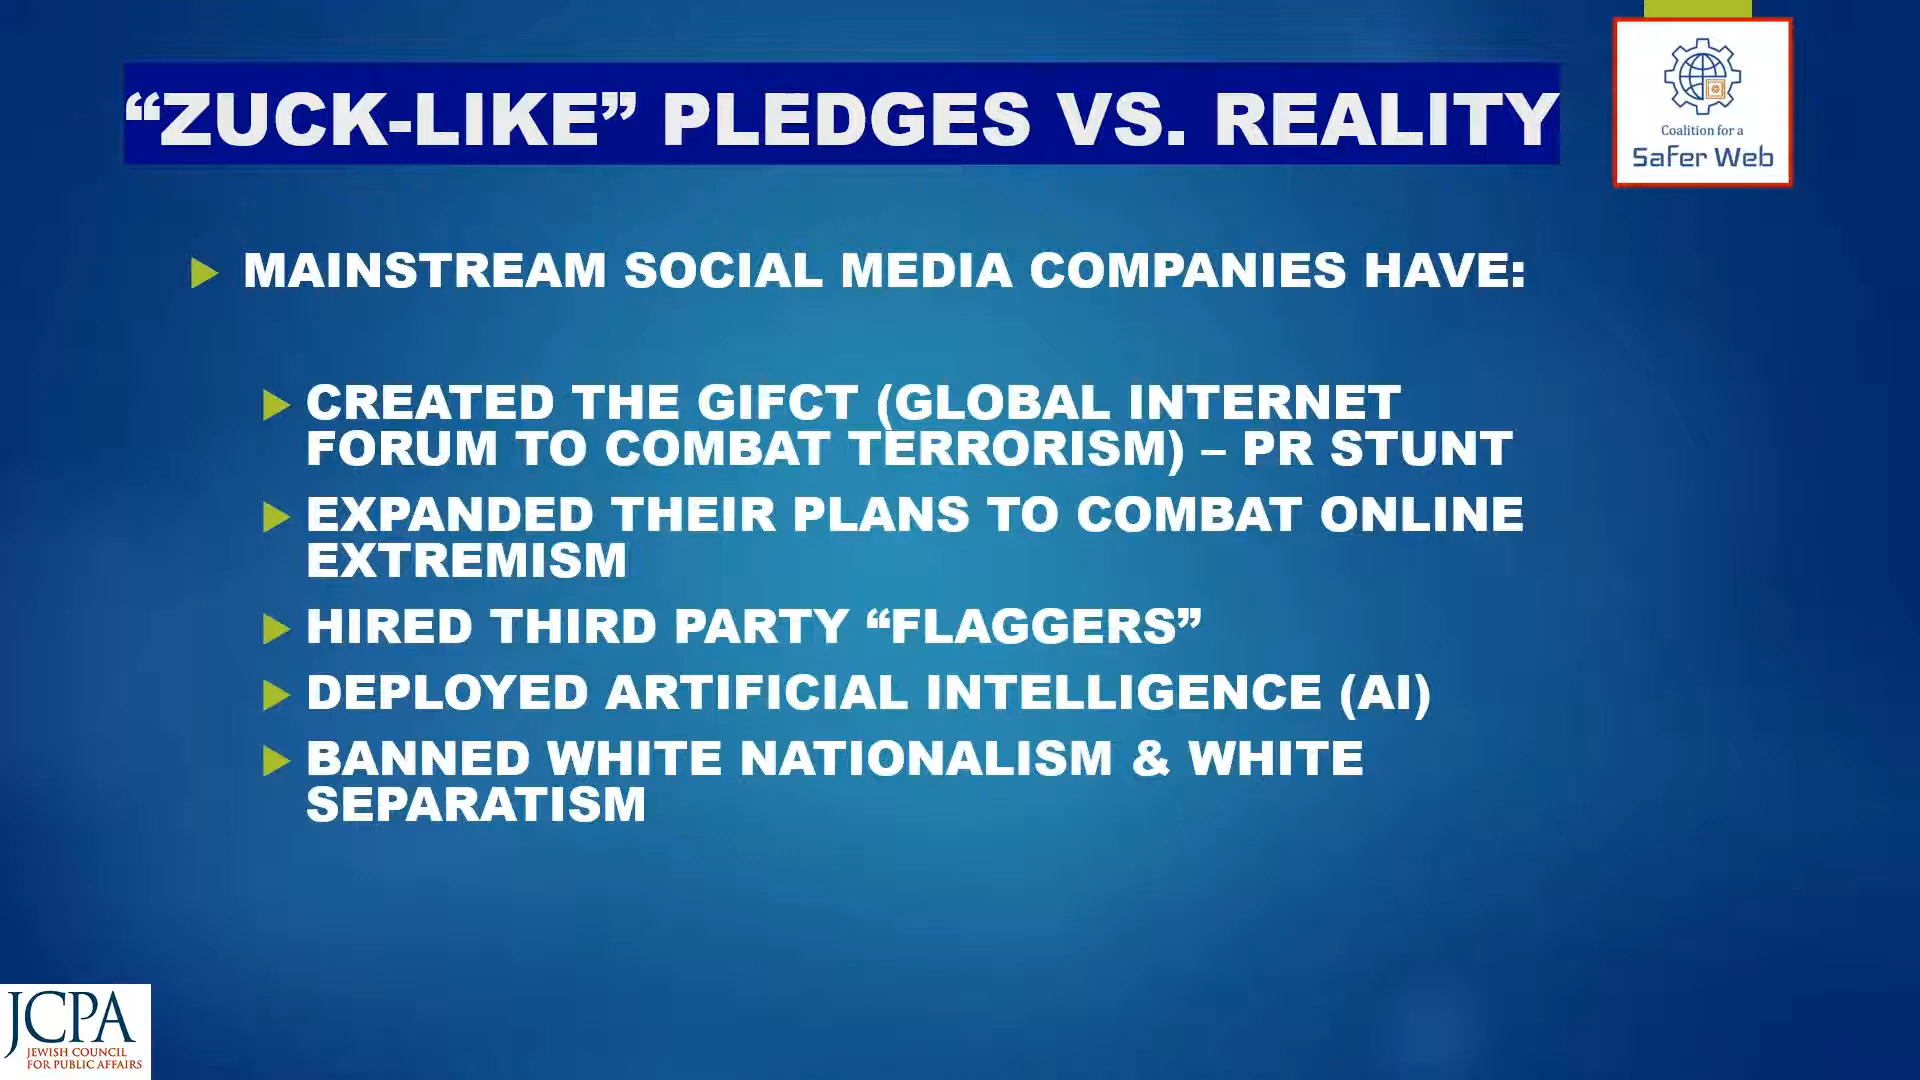 “ZUCK-LIKE” PLEDGES VS. REALITY
Coalition for a
Safer Web
MAINSTREAM SOCIAL MEDIA COMPANIES HAVE:
CREATED THE GIFCT (GLOBAL INTERNET
FORUM TO COMBAT TERRORISM) – PR STUNT
EXPANDED THEIR PLANS TO COMBAT ONLINE
EXTREMISM
HIRED THIRD PARTY “FLAGGERS”
DEPLOYED ARTIFICIAL INTELLIGENCE (AI)
BANNED WHITE NATIONALISM & WHITE
SEPARATISM
JCPA
JEWISH COUNCIL
FOR PUBLIC AFFAIRS